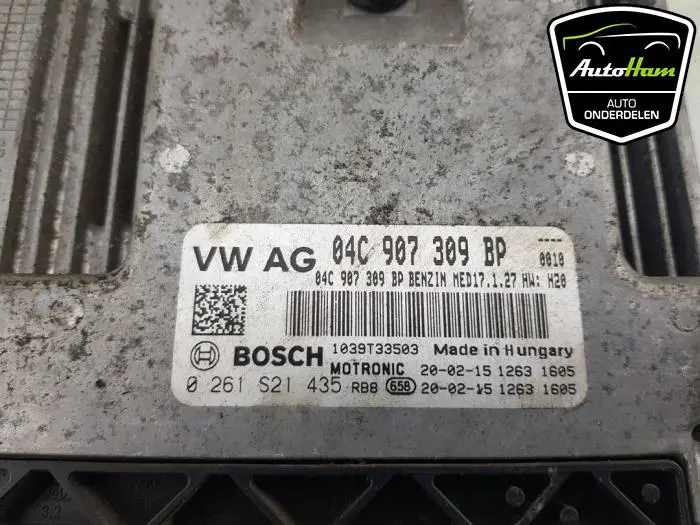 AutoHam
AUTO
ONDERDELEN
VW AG 04C 907 309 BP ----
0010
04C 907 309 BP BENZIN MED17.1.27 HW: H20
BOSCH 1039T33503 Made in Hungary
MOTRONIC 20-02-15 1263 1605
0 261 S21 435 RB8 658 20-02-15 1263 1605
3.2